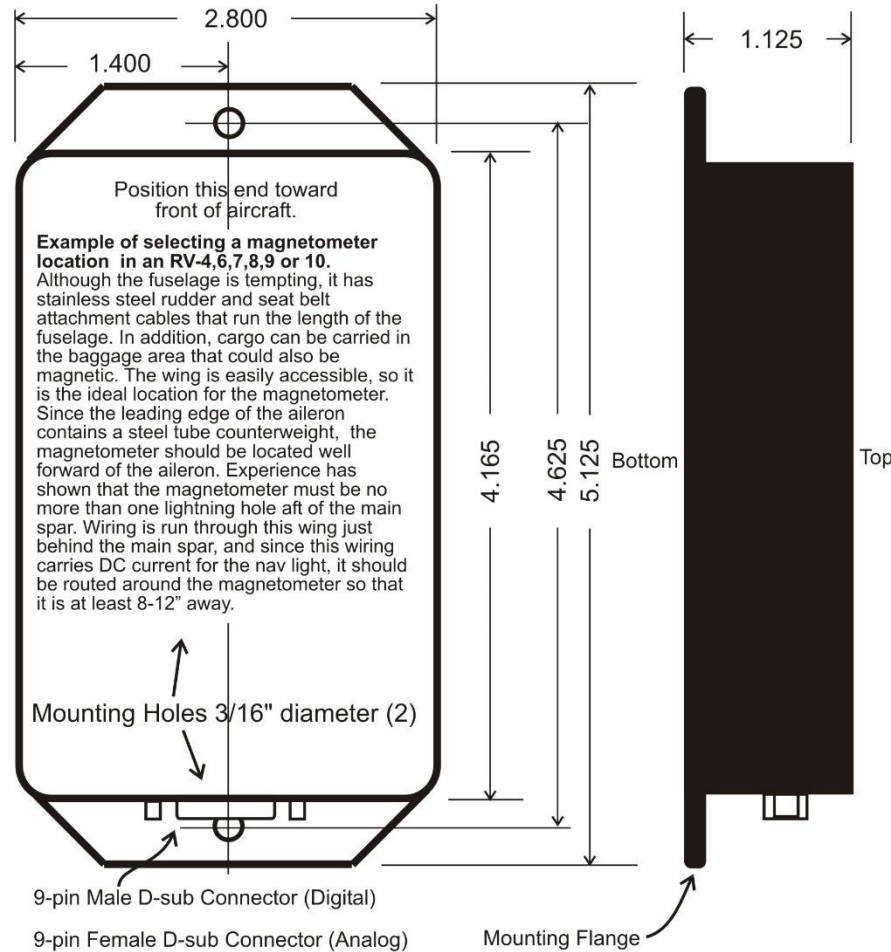 2.800
1.125
1.400
Position this end toward
front of aircraft.
Example of selecting a magnetometer
location in an RV-4,6,7,8,9 or 10.
Although the fuselage is tempting, it has
stainless steel rudder and seat belt
attachment cables that run the length of the
fuselage. In addition, cargo can be carried in
the baggage area that could also be
magnetic. The wing is easily accessible, so it
is the ideal location for the magnetometer.
Since the leading edge of the aileron
contains a steel tube counterweight, the
magnetometer should be located well
forward of the aileron. Experience has
shown that the magnetometer must be no
more than one lightning hole aft of the main
spar. Wiring is run through this wing just
behind the main spar, and since this wiring
carries DC current for the nav light, it should
be routed around the magnetometer so that
it is at least 8-12” away.
4.165
4.625
5.125
Bottom
Top
Mounting Holes 3/16" diameter (2)
9-pin Male D-sub Connector (Digital)
9-pin Female D-sub Connector (Analog)
Mounting Flange